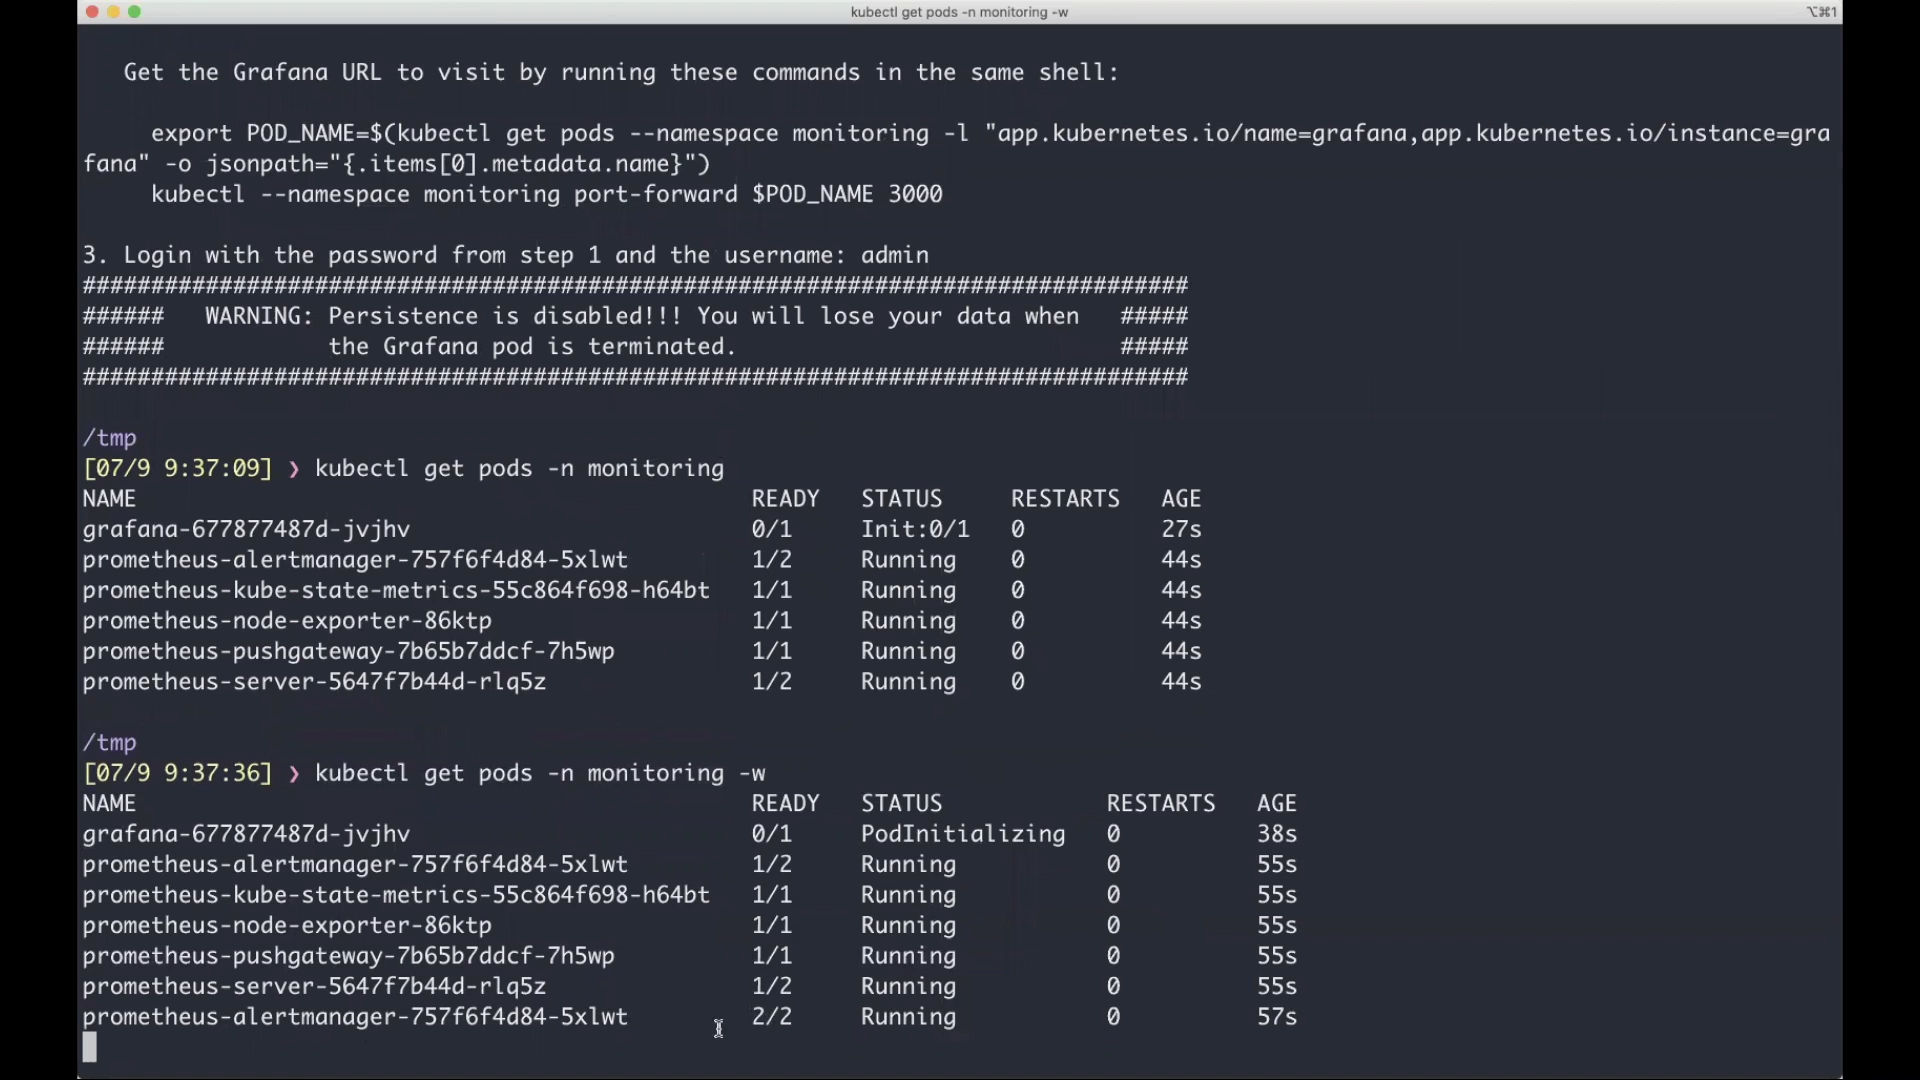 kubectl get pods -n monitoring -w
⌥⌘1
Get the Grafana URL to visit by running these commands in the same shell:
export POD_NAME=$(kubectl get pods --namespace monitoring -l "app.kubernetes.io/name=grafana,app.kubernetes.io/instance=gra
fana" -o jsonpath="{.items[0].metadata.name}")
kubectl --namespace monitoring port-forward $POD_NAME 3000
3. Login with the password from step 1 and the username: admin
#################################################################################
######   WARNING: Persistence is disabled!!! You will lose your data when   #####
######            the Grafana pod is terminated.                            #####
#################################################################################
/tmp
[07/9 9:37:09] ❯ kubectl get pods -n monitoring
NAME READY STATUS RESTARTS AGE
grafana-677877487d-jvjhv 0/1 Init:0/1 0 27s
prometheus-alertmanager-757f6f4d84-5xlwt 1/2 Running 0 44s
prometheus-kube-state-metrics-55c864f698-h64bt 1/1 Running 0 44s
prometheus-node-exporter-86ktp 1/1 Running 0 44s
prometheus-pushgateway-7b65b7ddcf-7h5wp 1/1 Running 0 44s
prometheus-server-5647f7b44d-rlq5z 1/2 Running 0 44s
/tmp
[07/9 9:37:36] ❯ kubectl get pods -n monitoring -w
NAME READY STATUS RESTARTS AGE
grafana-677877487d-jvjhv 0/1 PodInitializing 0 38s
prometheus-alertmanager-757f6f4d84-5xlwt 1/2 Running 0 55s
prometheus-kube-state-metrics-55c864f698-h64bt 1/1 Running 0 55s
prometheus-node-exporter-86ktp 1/1 Running 0 55s
prometheus-pushgateway-7b65b7ddcf-7h5wp 1/1 Running 0 55s
prometheus-server-5647f7b44d-rlq5z 1/2 Running 0 55s
prometheus-alertmanager-757f6f4d84-5xlwt 2/2 Running 0 57s